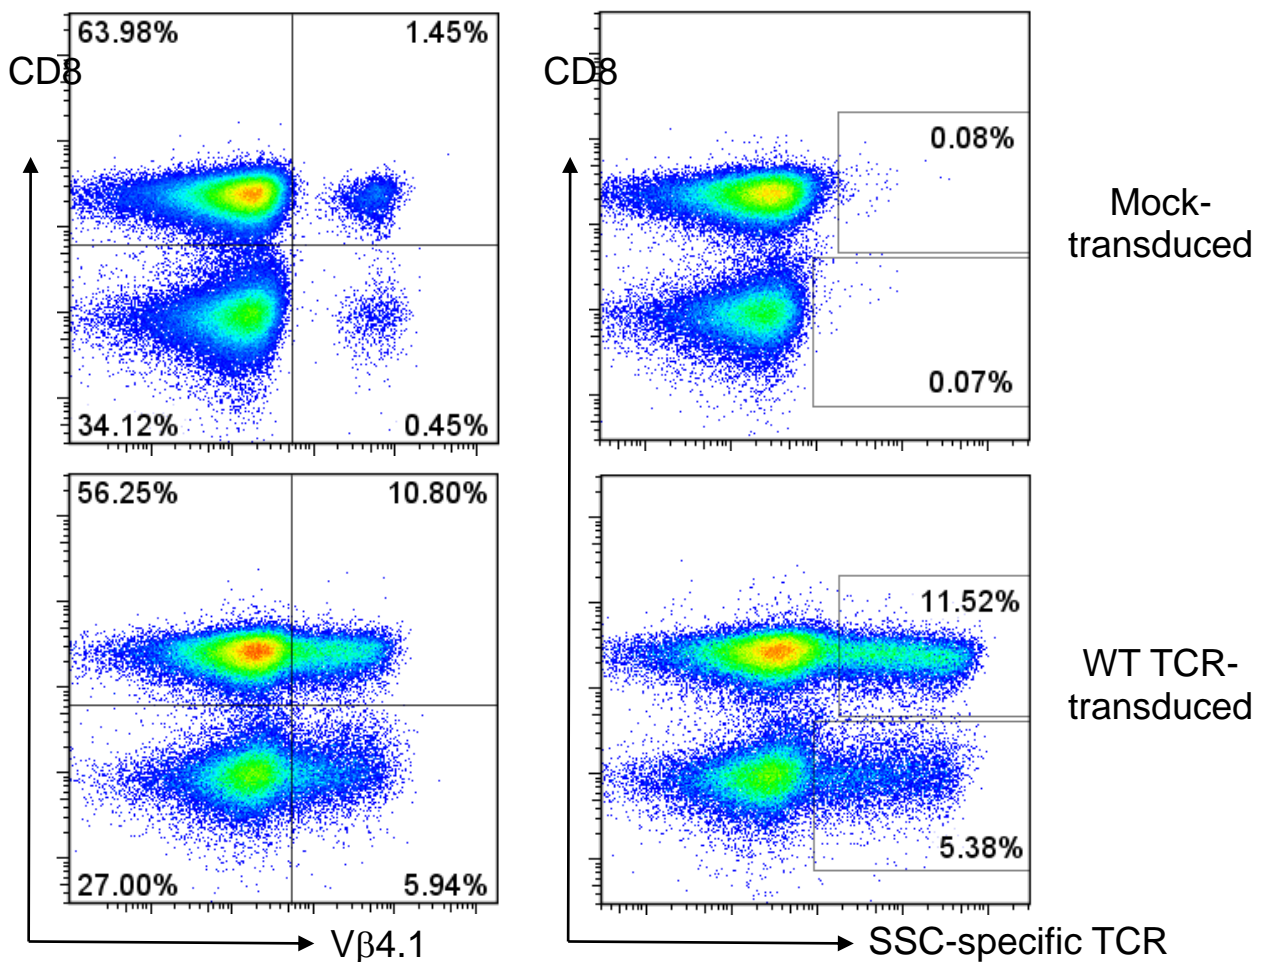 63.98%
1.45%
CD8
34.12%
0.45%
CD8
0.08%
0.07%
Mock-
transduced
56.25%
10.80%
27.00%
5.94%
Vβ4.1
11.52%
5.38%
SSC-specific TCR
WT TCR-
transduced